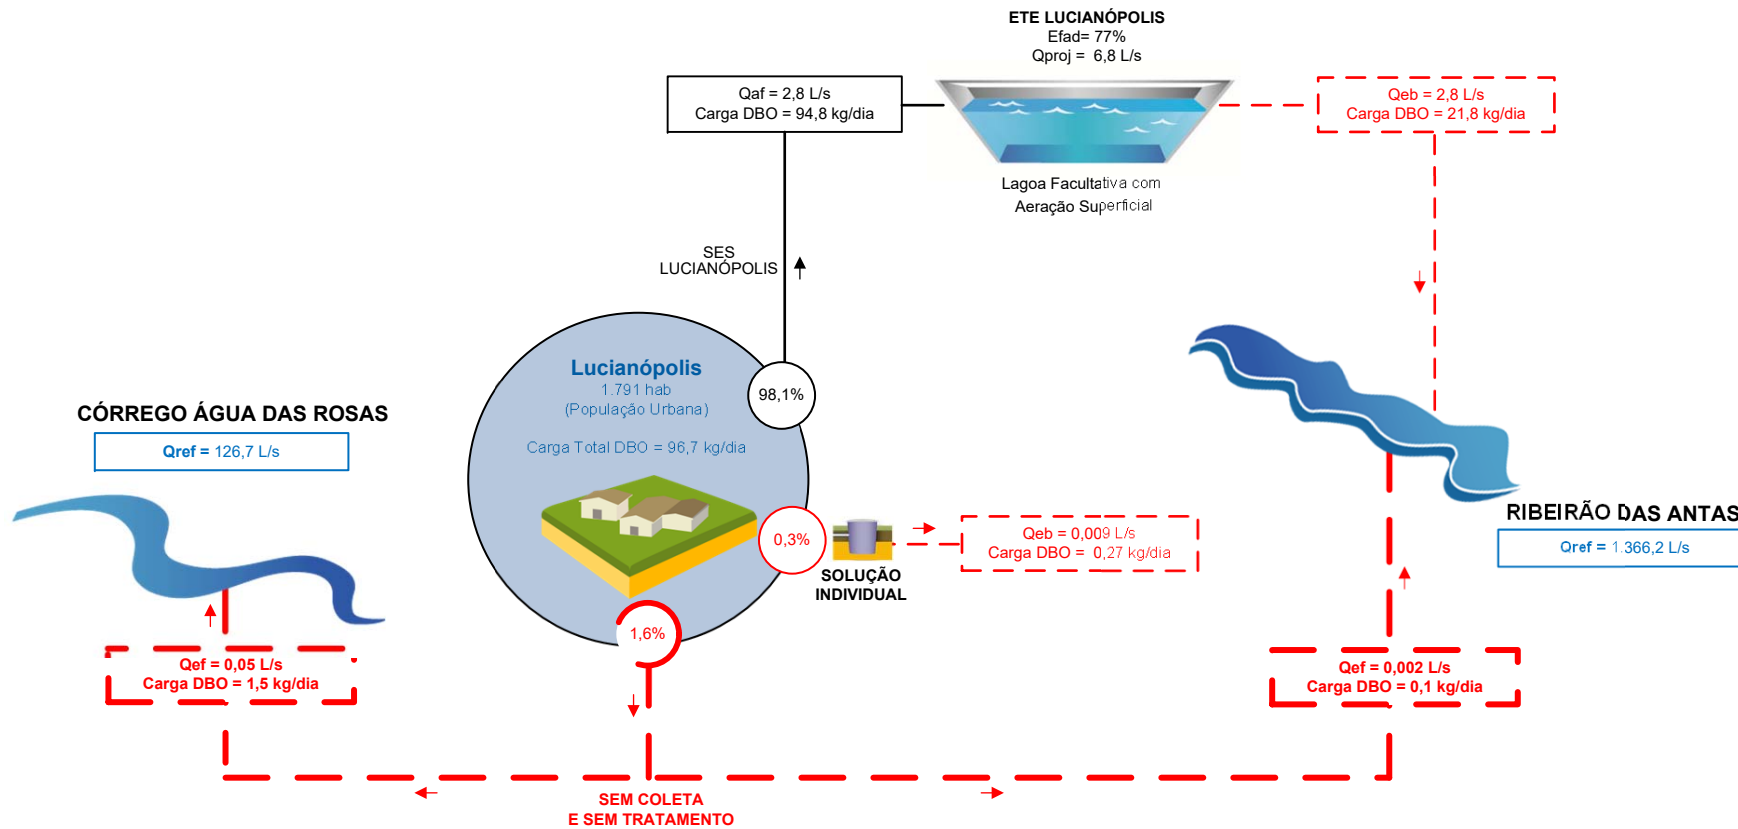 ETE LUCIANÓPOLIS
Efad= 77%
Qproj = 6,8 L/s
Qaf = 2,8 L/s
Carga DBO = 94,8 kg/dia
Qeb = 2,8 L/s
Carga DBO = 21,8 kg/dia
Lagoa Facultativa com
Aeração Superficial
SES
LUCIANÓPOLIS
Lucianópolis
1.791 hab
(População Urbana)
Carga Total DBO = 96,7 kg/dia
98,1%
CÓRREGO ÁGUA DAS ROSAS
Qref = 126,7 L/s
0,3%
SOLUÇÃO
INDIVIDUAL
Qeb = 0,009 L/s
Carga DBO = 0,27 kg/dia
RIBEIRÃO DAS ANTAS
Qref = 1.366,2 L/s
1,6%
Qef = 0,05 L/s
Carga DBO = 1,5 kg/dia
Qef = 0,002 L/s
Carga DBO = 0,1 kg/dia
SEM COLETA
E SEM TRATAMENTO